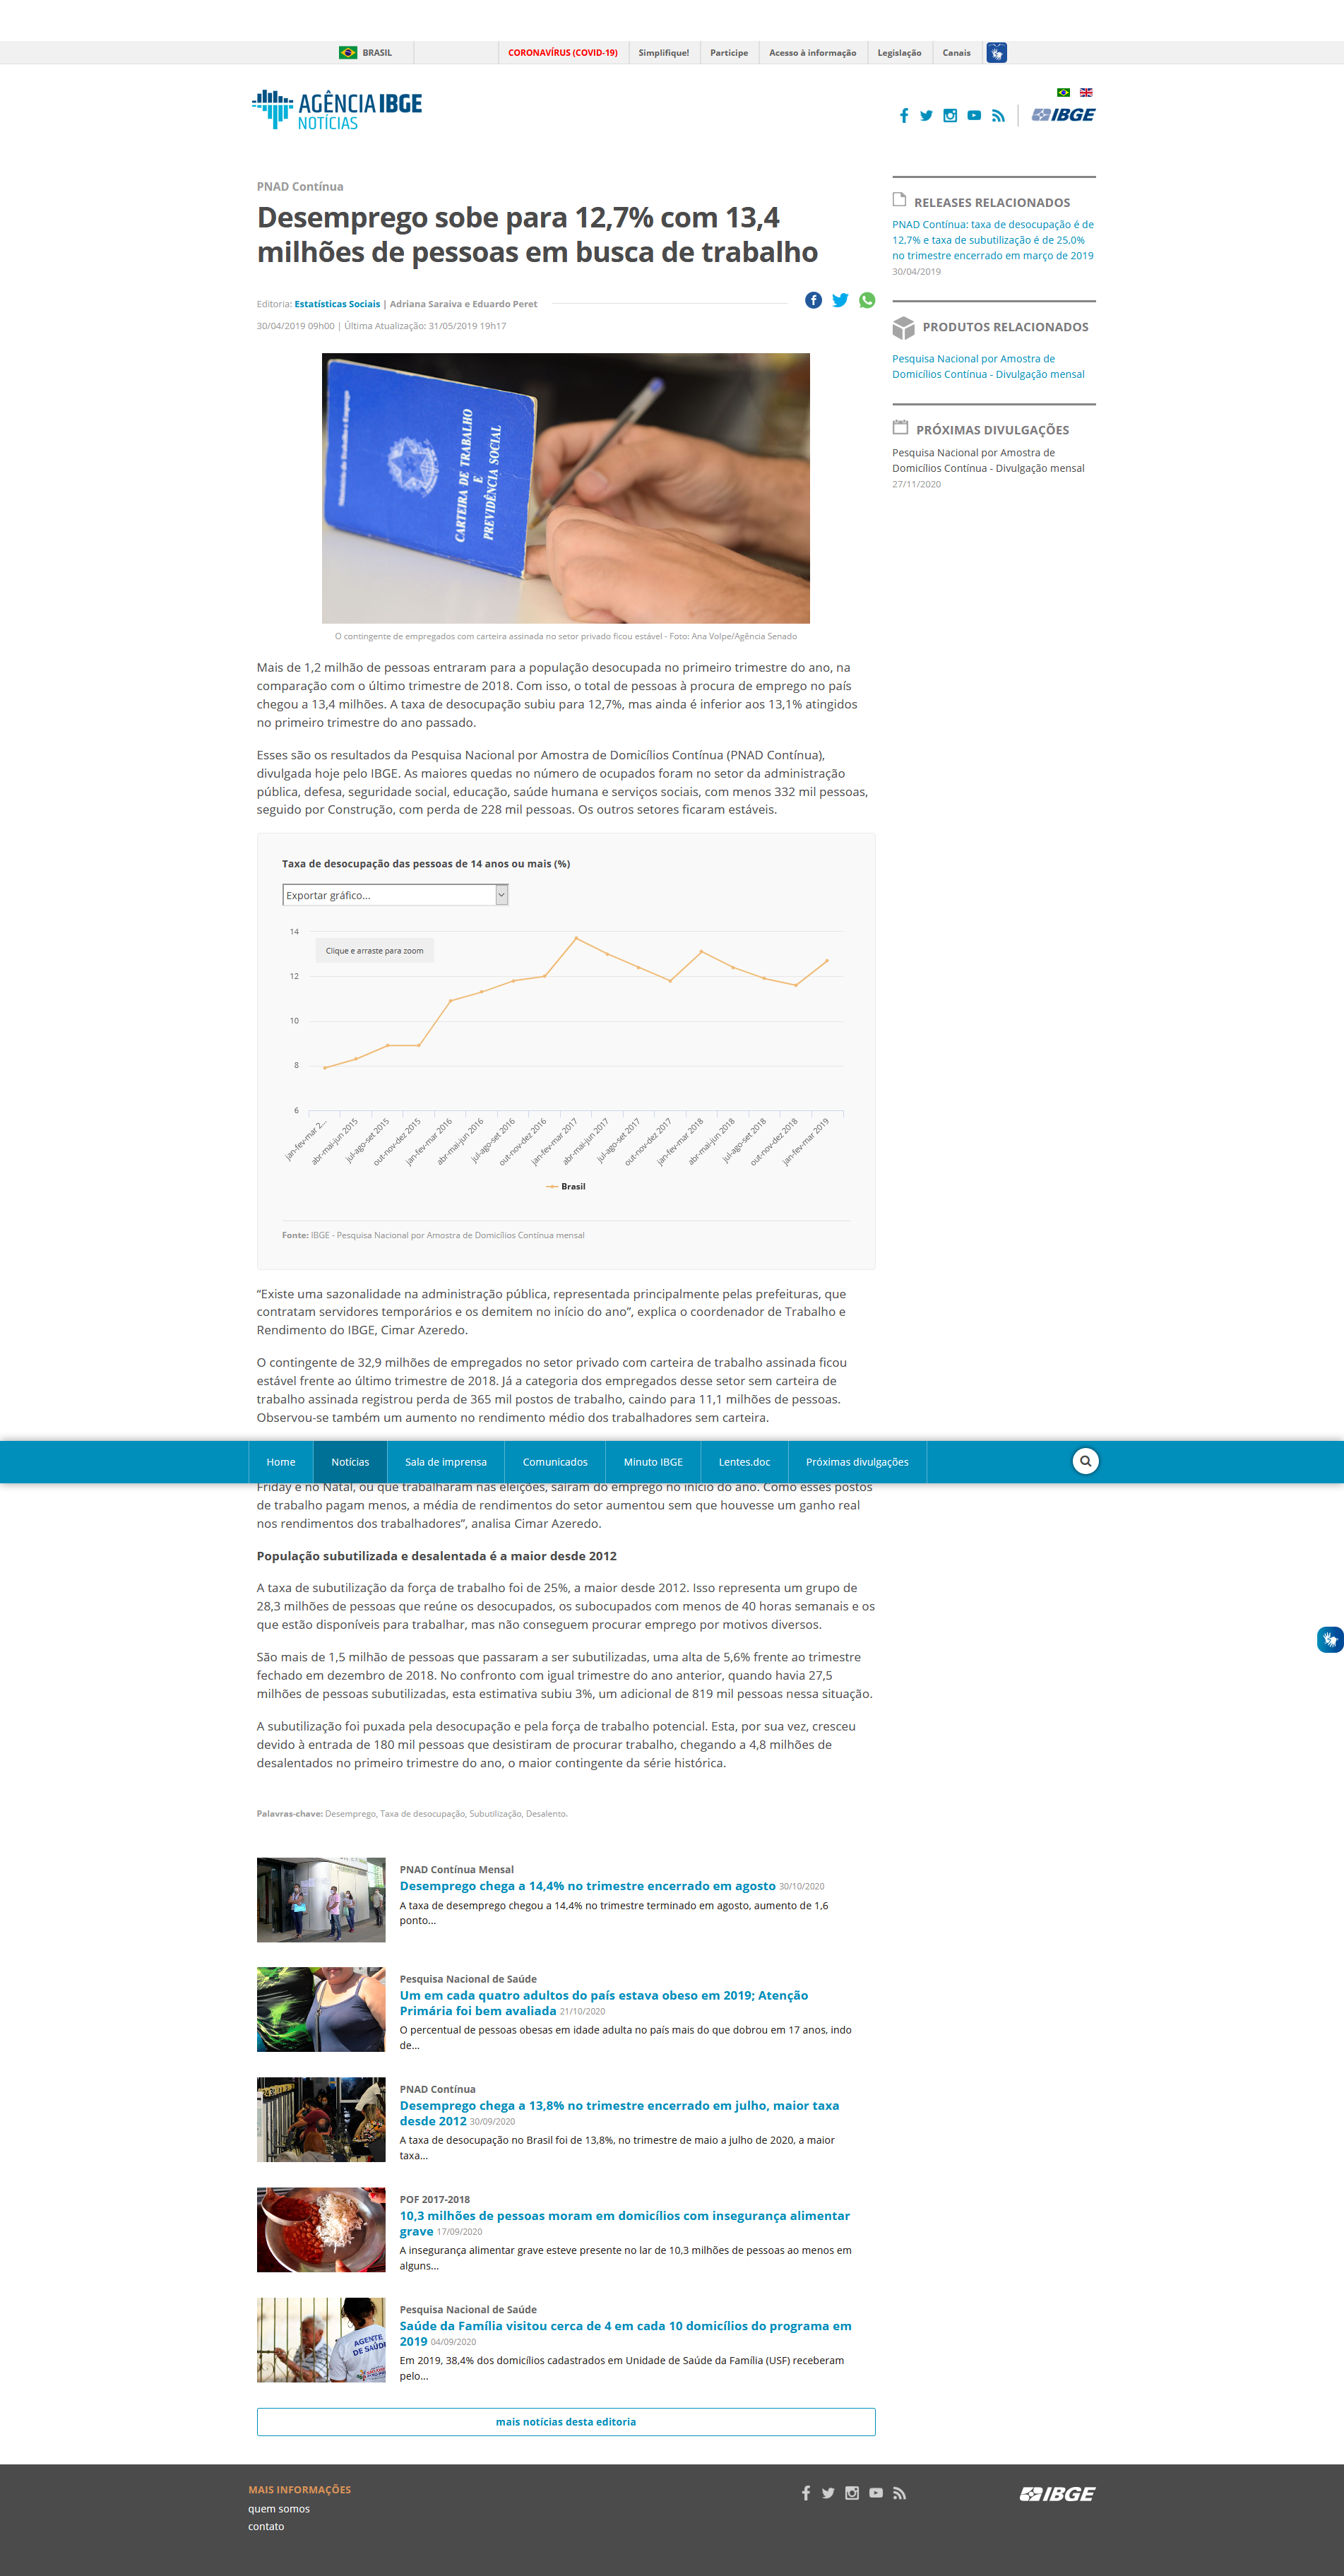 BRASIL
CORONAVÍRUS (COVID-19)
Simplifique!
Participe
Acesso à informação
Legislação
Canais
AGÊNCIA IBGE
NOTÍCIAS
IBGE
PNAD Contínua
Desemprego sobe para 12,7% com 13,4
milhões de pessoas em busca de trabalho
Editoria: Estatísticas Sociais | Adriana Saraiva e Eduardo Peret
30/04/2019 09h00 | Última Atualização: 31/05/2019 19h17
RELEASES RELACIONADOS
PNAD Contínua: taxa de desocupação é de
12,7% e taxa de subutilização é de 25,0%
no trimestre encerrado em março de 2019
30/04/2019
PRODUTOS RELACIONADOS
Pesquisa Nacional por Amostra de
Domicílios Contínua - Divulgação mensal
PRÓXIMAS DIVULGAÇÕES
Pesquisa Nacional por Amostra de
Domicílios Contínua - Divulgação mensal
27/11/2020
CARTEIRA DE TRABALHO
E
PREVIDÊNCIA SOCIAL
O contingente de empregados com carteira assinada no setor privado ficou estável - Foto: Ana Volpe/Agência Senado
Mais de 1,2 milhão de pessoas entraram para a população desocupada no primeiro trimestre do ano, na
comparação com o último trimestre de 2018. Com isso, o total de pessoas à procura de emprego no país
chegou a 13,4 milhões. A taxa de desocupação subiu para 12,7%, mas ainda é inferior aos 13,1% atingidos
no primeiro trimestre do ano passado.
Esses são os resultados da Pesquisa Nacional por Amostra de Domicílios Contínua (PNAD Contínua),
divulgada hoje pelo IBGE. As maiores quedas no número de ocupados foram no setor da administração
pública, defesa, seguridade social, educação, saúde humana e serviços sociais, com menos 332 mil pessoas,
seguido por Construção, com perda de 228 mil pessoas. Os outros setores ficaram estáveis.
Taxa de desocupação das pessoas de 14 anos ou mais (%)
Exportar gráfico...
Clique e arraste para zoom
14
12
10
8
6
jan-fev-mar 2...
abr-mai-jun 2015
jul-ago-set 2015
out-nov-dez 2015
jan-fev-mar 2016
abr-mai-jun 2016
jul-ago-set 2016
out-nov-dez 2016
jan-fev-mar 2017
abr-mai-jun 2017
jul-ago-set 2017
out-nov-dez 2017
jan-fev-mar 2018
abr-mai-jun 2018
jul-ago-set 2018
out-nov-dez 2018
jan-fev-mar 2019
Brasil
Fonte: IBGE - Pesquisa Nacional por Amostra de Domicílios Contínua mensal
“Existe uma sazonalidade na administração pública, representada principalmente pelas prefeituras, que
contratam servidores temporários e os demitem no início do ano”, explica o coordenador de Trabalho e
Rendimento do IBGE, Cimar Azeredo.
O contingente de 32,9 milhões de empregados no setor privado com carteira de trabalho assinada ficou
estável frente ao último trimestre de 2018. Já a categoria dos empregados desse setor sem carteira de
trabalho assinada registrou perda de 365 mil postos de trabalho, caindo para 11,1 milhões de pessoas.
Observou-se também um aumento no rendimento médio dos trabalhadores sem carteira.
Home
Notícias
Sala de imprensa
Comunicados
Minuto IBGE
Lentes.doc
Próximas divulgações
Friday e no Natal, ou que trabalharam nas eleições, saíram do emprego no início do ano. Como esses postos
de trabalho pagam menos, a média de rendimentos do setor aumentou sem que houvesse um ganho real
nos rendimentos dos trabalhadores”, analisa Cimar Azeredo.
População subutilizada e desalentada é a maior desde 2012
A taxa de subutilização da força de trabalho foi de 25%, a maior desde 2012. Isso representa um grupo de
28,3 milhões de pessoas que reúne os desocupados, os subocupados com menos de 40 horas semanais e os
que estão disponíveis para trabalhar, mas não conseguem procurar emprego por motivos diversos.
São mais de 1,5 milhão de pessoas que passaram a ser subutilizadas, uma alta de 5,6% frente ao trimestre
fechado em dezembro de 2018. No confronto com igual trimestre do ano anterior, quando havia 27,5
milhões de pessoas subutilizadas, esta estimativa subiu 3%, um adicional de 819 mil pessoas nessa situação.
A subutilização foi puxada pela desocupação e pela força de trabalho potencial. Esta, por sua vez, cresceu
devido à entrada de 180 mil pessoas que desistiram de procurar trabalho, chegando a 4,8 milhões de
desalentados no primeiro trimestre do ano, o maior contingente da série histórica.
Palavras-chave: Desemprego, Taxa de desocupação, Subutilização, Desalento.
PNAD Contínua Mensal
Desemprego chega a 14,4% no trimestre encerrado em agosto 30/10/2020
A taxa de desemprego chegou a 14,4% no trimestre terminado em agosto, aumento de 1,6
ponto...
Pesquisa Nacional de Saúde
Um em cada quatro adultos do país estava obeso em 2019; Atenção
Primária foi bem avaliada 21/10/2020
O percentual de pessoas obesas em idade adulta no país mais do que dobrou em 17 anos, indo
de...
PNAD Contínua
Desemprego chega a 13,8% no trimestre encerrado em julho, maior taxa
desde 2012 30/09/2020
A taxa de desocupação no Brasil foi de 13,8%, no trimestre de maio a julho de 2020, a maior
taxa...
POF 2017-2018
10,3 milhões de pessoas moram em domicílios com insegurança alimentar
grave 17/09/2020
A insegurança alimentar grave esteve presente no lar de 10,3 milhões de pessoas ao menos em
alguns...
AGENTE
DE SAÚDE
Pesquisa Nacional de Saúde
Saúde da Família visitou cerca de 4 em cada 10 domicílios do programa em
2019 04/09/2020
Em 2019, 38,4% dos domicílios cadastrados em Unidade de Saúde da Família (USF) receberam
pelo...
mais notícias desta editoria
MAIS INFORMAÇÕES
quem somos
contato
IBGE